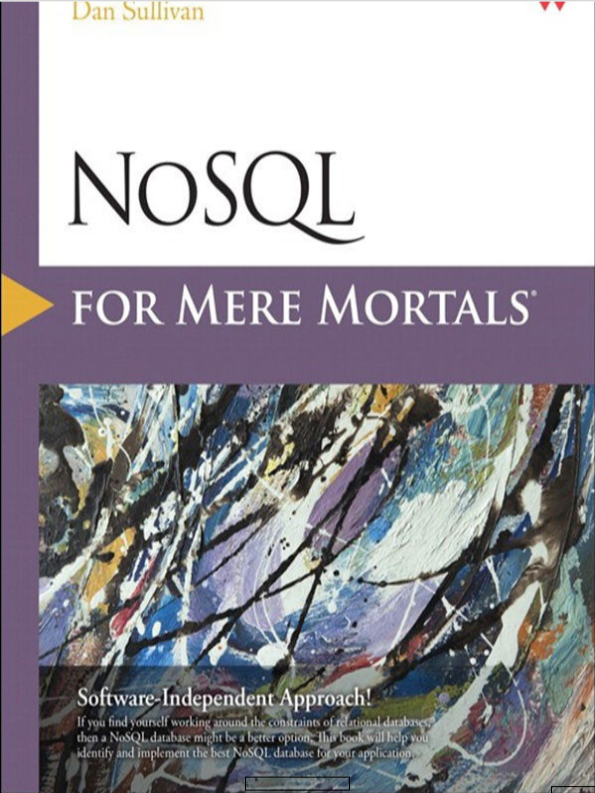 Dan Sullivan
NoSQL
FOR MERE MORTALS®
Software-Independent Approach!
If you find yourself working around the constraints of relational databases,
then a NoSQL database might be a better option. This book will help you
identify and implement the best NoSQL database for your application.